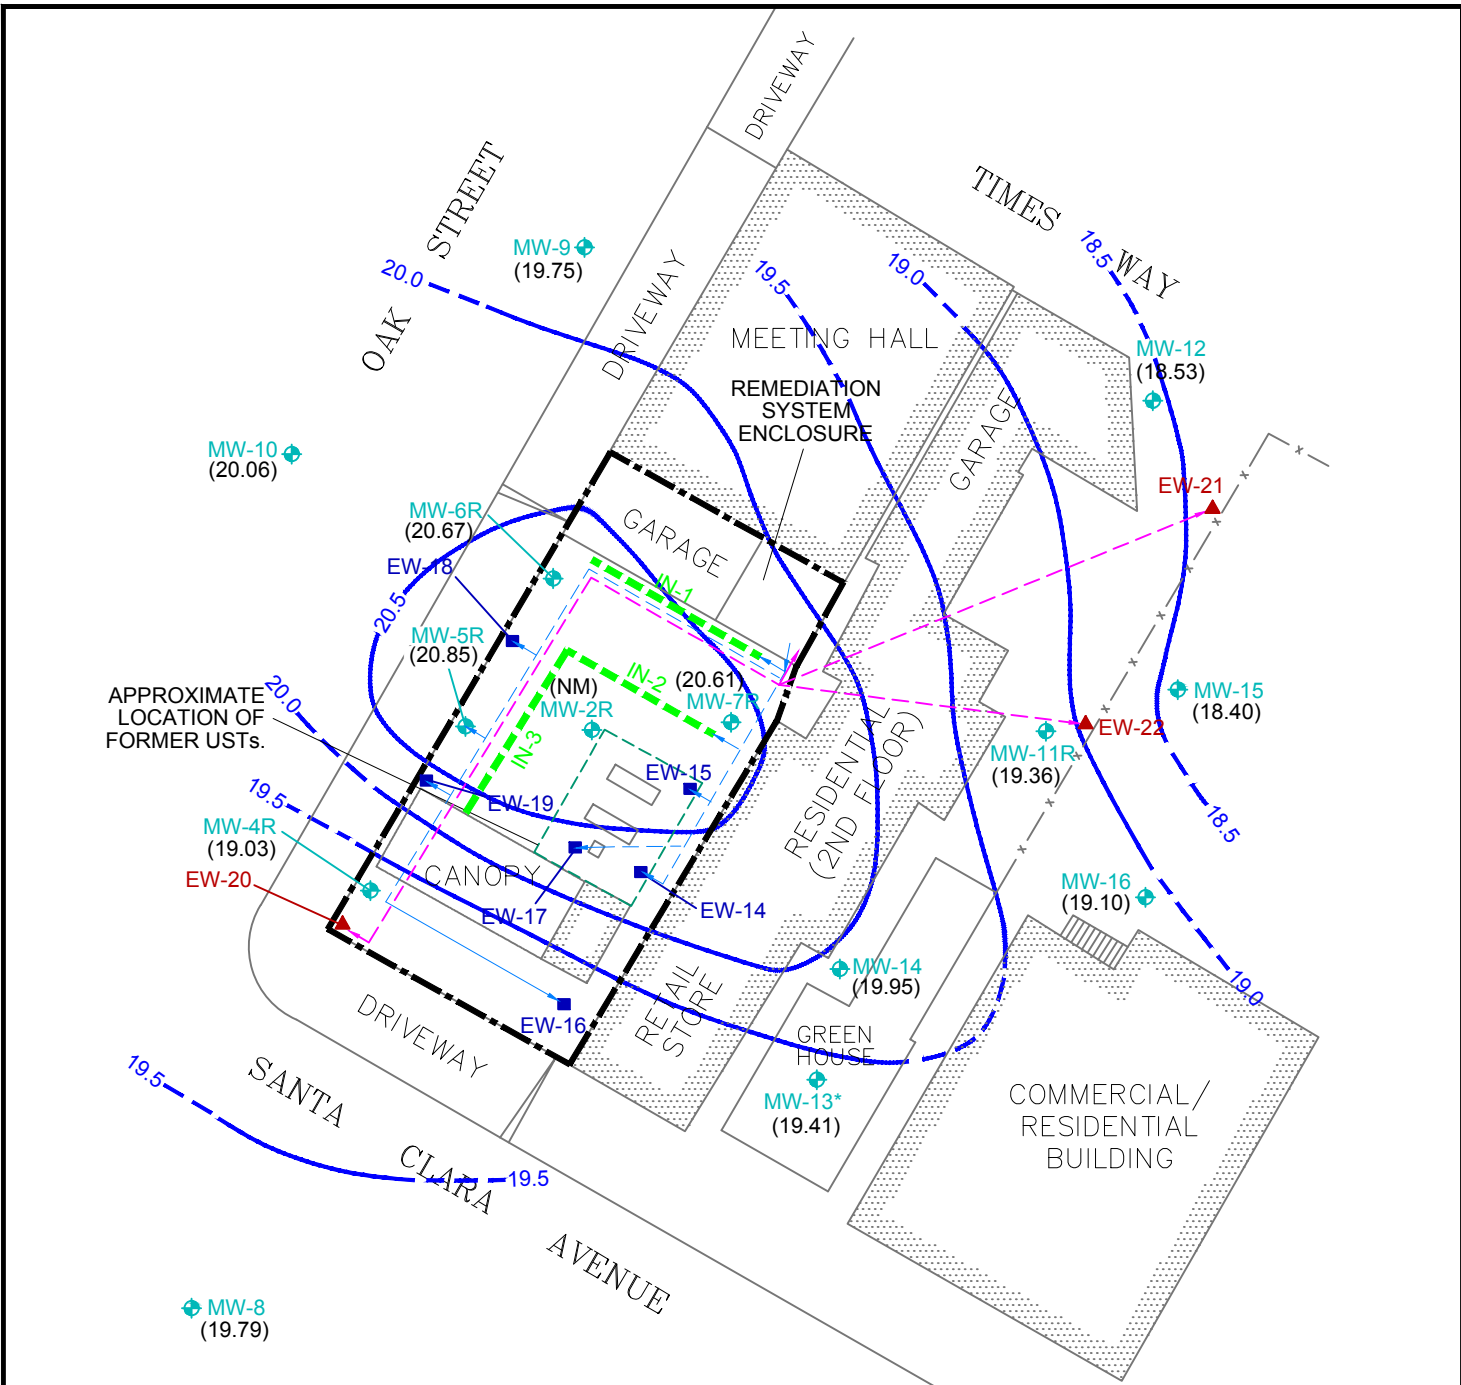 DRIVEWAY
STREET
OAK
TIMES
WAY
MW-9
(19.75)
20.0
DRIVEWAY
19.5
19.0
18.5
MEETING HALL
MW-12
(18.53)
REMEDIATION
SYSTEM
ENCLOSURE
GARAGE
MW-10
(20.06)
EW-21
MW-6R
(20.67)
GARAGE
EW-18
IN-1
20.5
MW-5R
(20.85)
IN-2
(NM)
MW-2R
(20.61)
MW-7R
APPROXIMATE
LOCATION OF
FORMER USTs.
20.0
IN-3
RESIDENTIAL
(2ND FLOOR)
MW-15
(18.40)
EW-22
MW-11R
(19.36)
EW-15
19.5
EW-19
18.5
MW-4R
(19.03)
EW-20
CANOPY
EW-17
EW-14
MW-16
(19.10)
MW-14
(19.95)
19.0
RETAIL
STORE
EW-16
DRIVEWAY
GREEN
HOUSE
19.5
SANTA
CLARA
AVENUE
MW-13*
(19.41)
COMMERCIAL/
RESIDENTIAL
BUILDING
19.5
MW-8
(19.79)